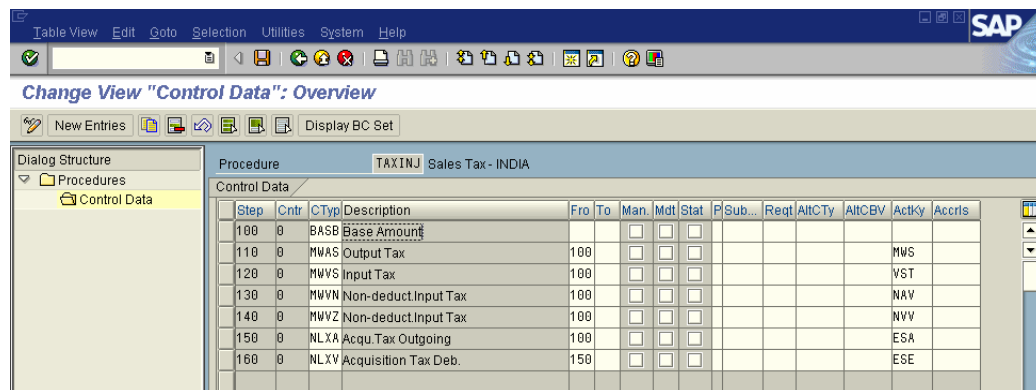 Table View Edit Goto Selection Utilities System Help
SAP
Change View "Control Data": Overview
New Entries Display BC Set
Dialog Structure
Procedures
Control Data
Procedure TAXINJ Sales Tax - INDIA
Control Data
Step Cntr CTyp Description Fro To Man. Mdt Stat P Sub... Reqt AltCTy AltCBV ActKy Accrls
100 0 BASB Base Amount
110 0 MWAS Output Tax 100 MWS
120 0 MWVS Input Tax 100 VST
130 0 MWVN Non-deduct.Input Tax 100 NAV
140 0 MWVZ Non-deduct.Input Tax 100 NVV
150 0 NLXA Acqu.Tax Outgoing 100 ESA
160 0 NLXV Acquisition Tax Deb. 150 ESE